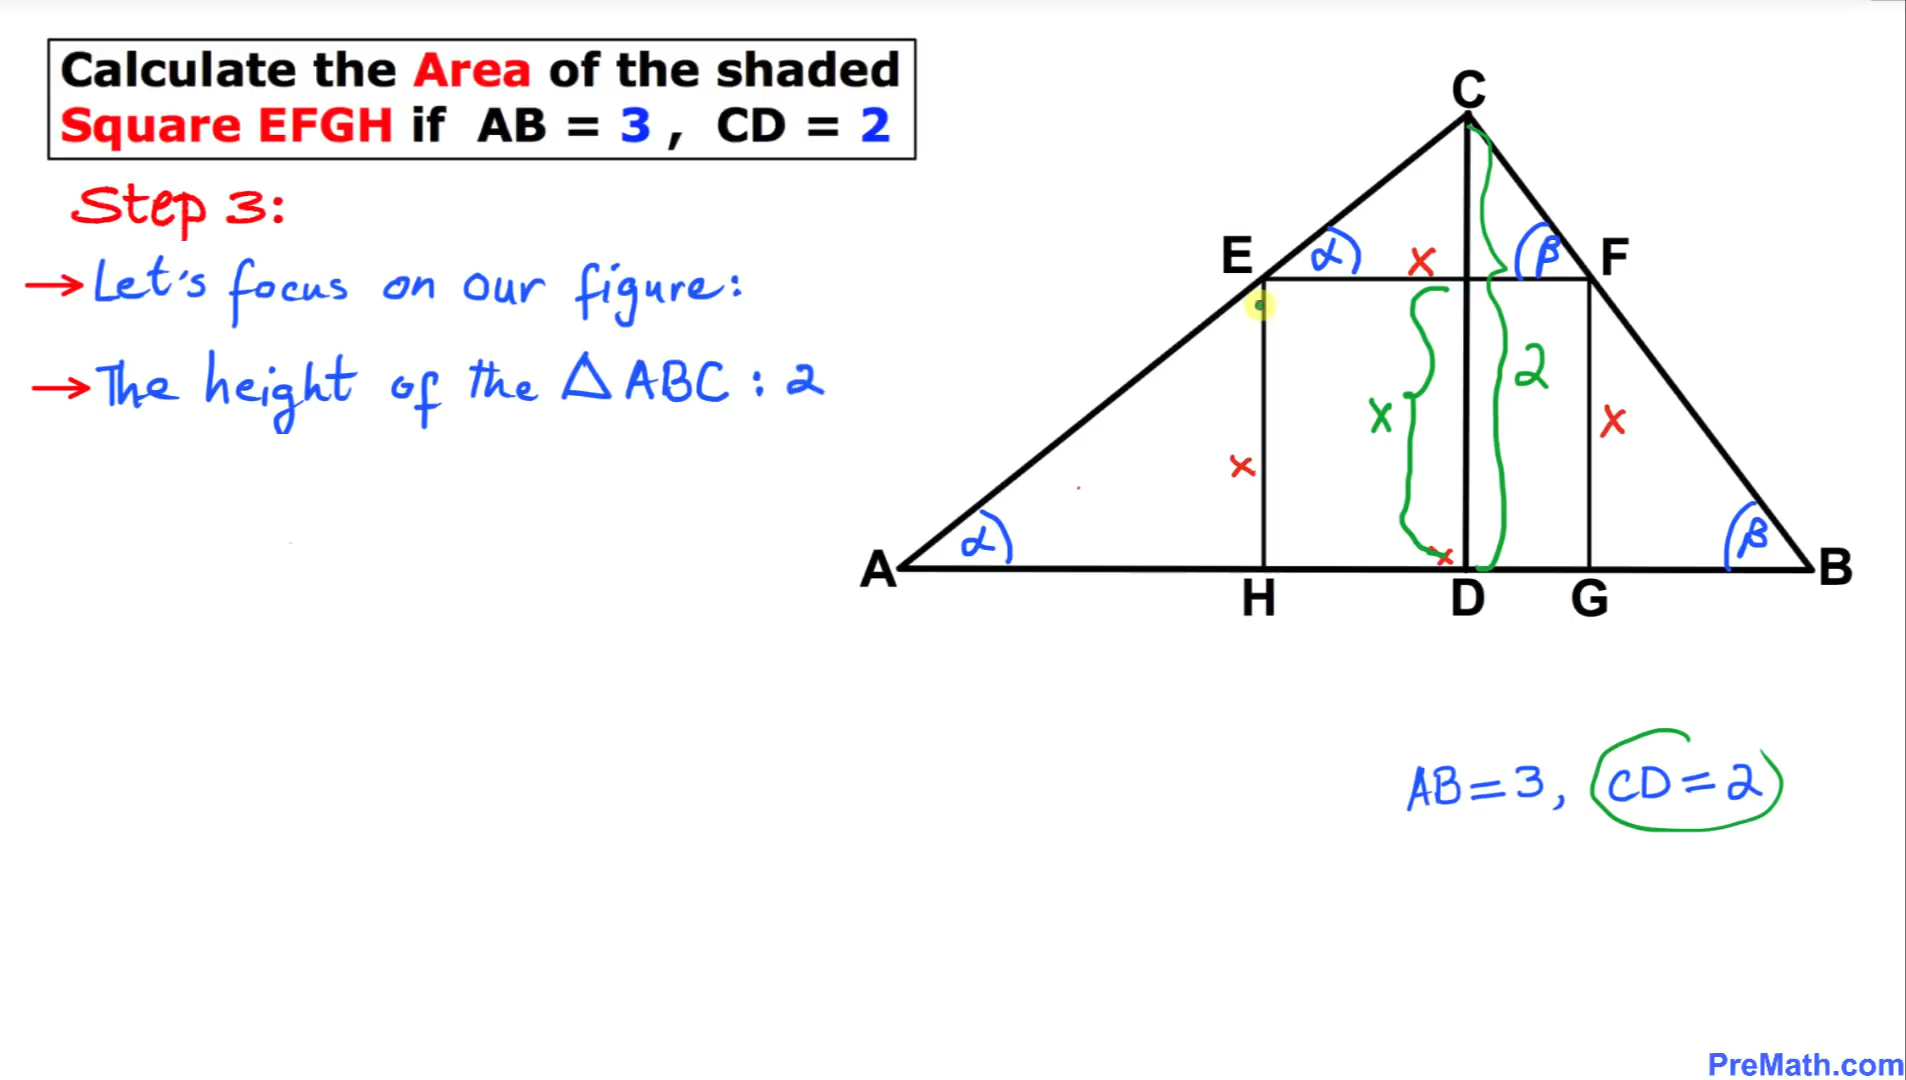 Calculate the Area of the shaded
Square EFGH if AB = 3 , CD = 2
Step 3:
→ Let's focus on our figure:
→ The height of the △ ABC : 2
C
E α x β F
x 2
x x
α x β
A B
H D G
AB = 3, CD = 2
PreMath.com